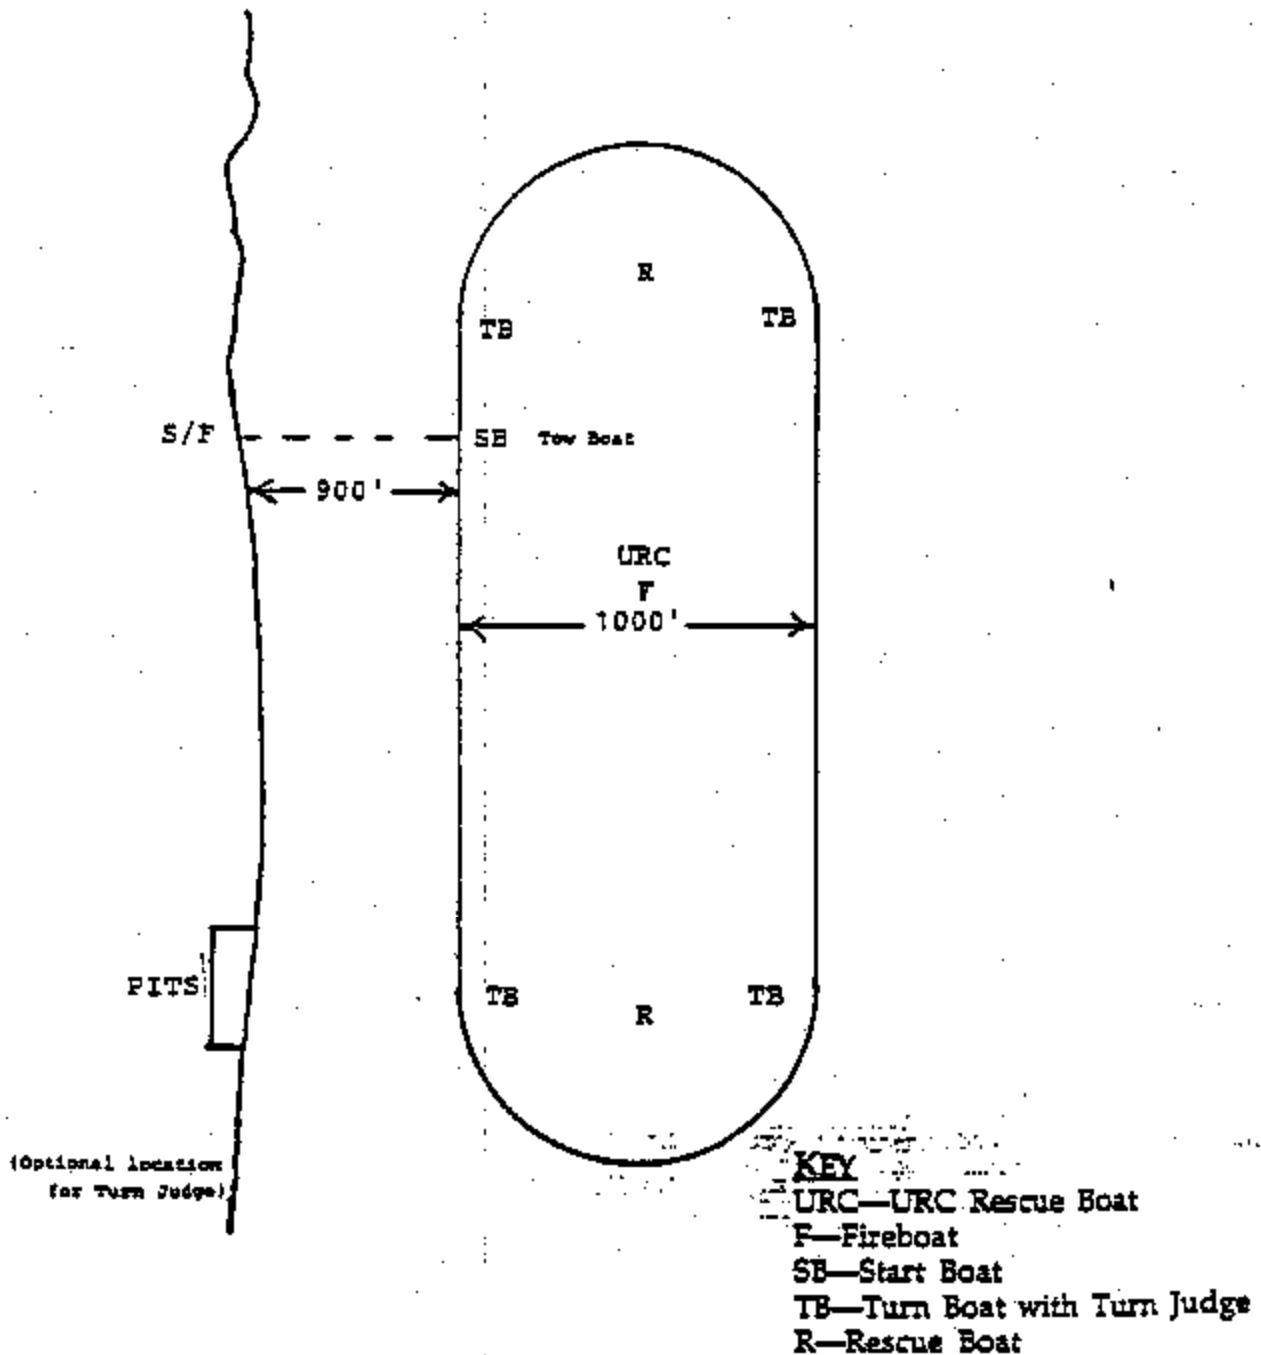 R
TB
TB
S/F
SB Tow Boat
900'
URC
F
1000'
PITS
TB
TB
R
(Optional location
for Turn Judge)
KEY
URC—URC Rescue Boat
F—Fireboat
SB—Start Boat
TB—Turn Boat with Turn Judge
R—Rescue Boat